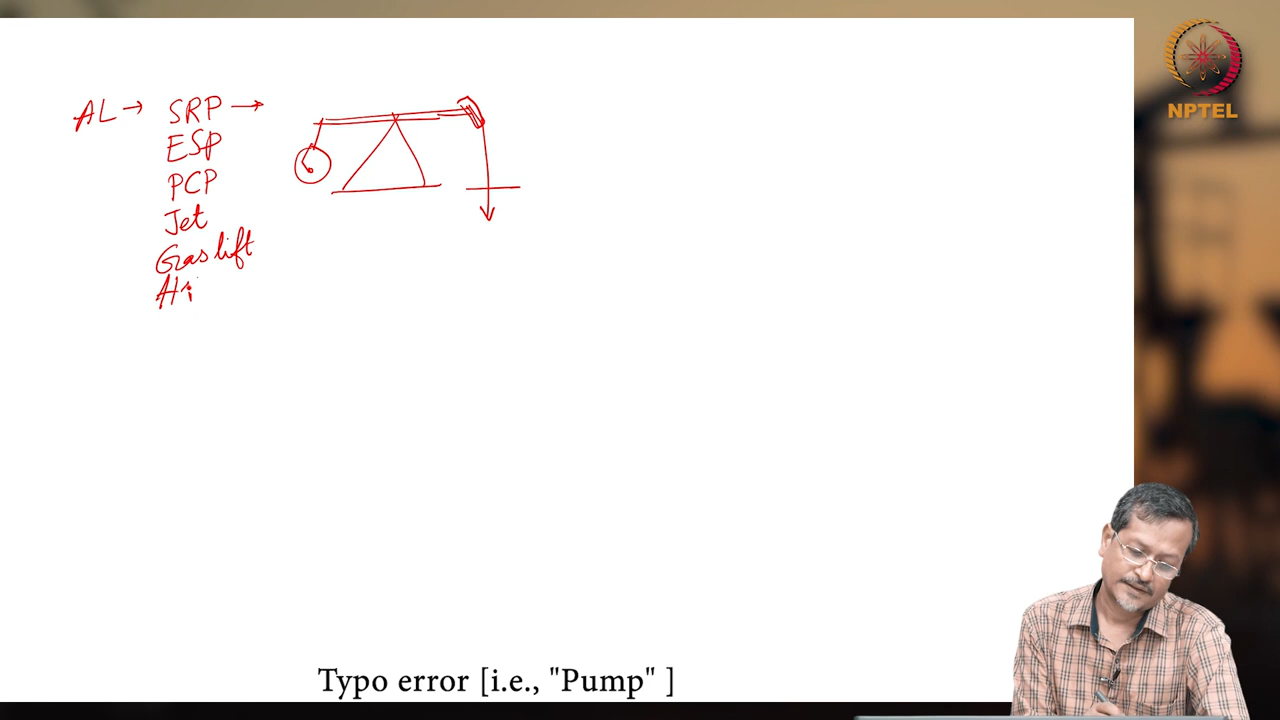 AL → SRP →
ESP
PCP
Jet
Gas lift
Typo error [i.e., "Pump" ]
NPTEL